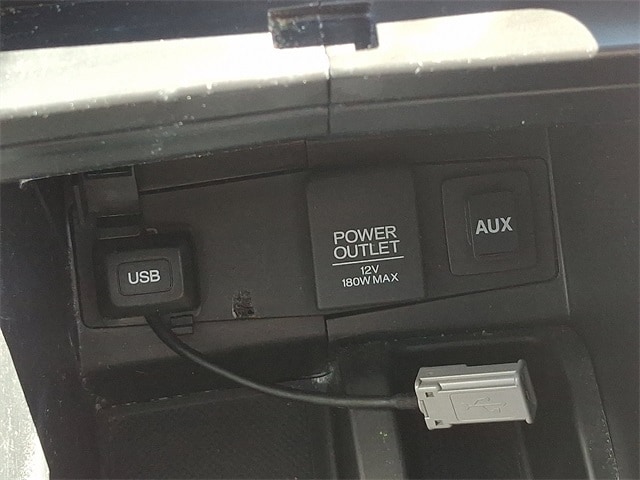 USB
POWER
OUTLET
12V
180W MAX
AUX